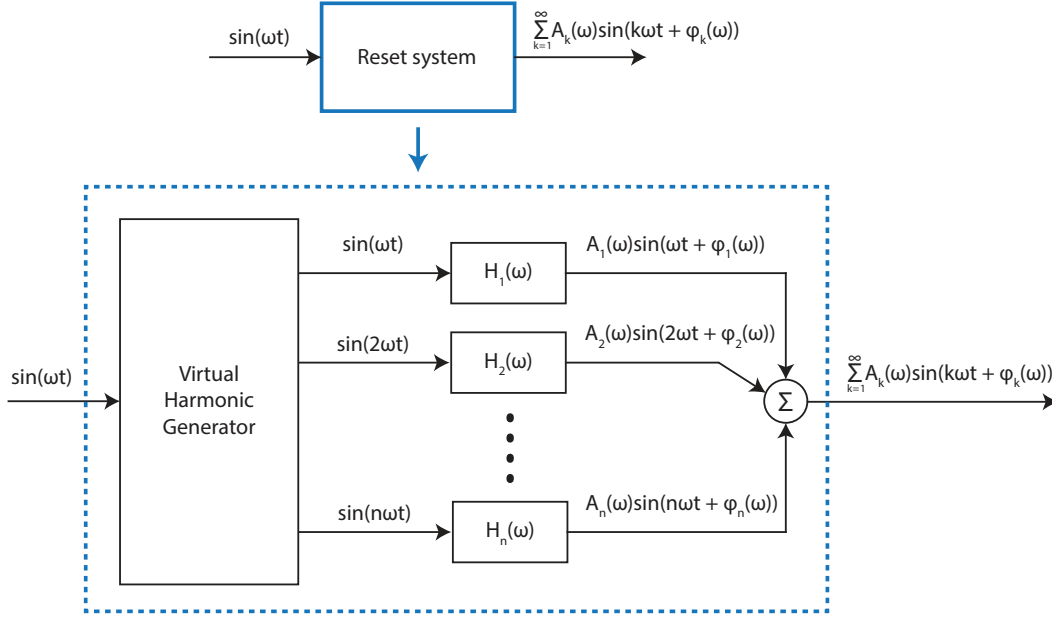 sin(ωt)
Reset system
∞
Σ A_k(ω)sin(kωt + φ_k(ω))
k=1
sin(ωt)
Virtual
Harmonic
Generator
sin(ωt)
H_1(ω)
A_1(ω)sin(ωt + φ_1(ω))
sin(2ωt)
H_2(ω)
A_2(ω)sin(2ωt + φ_2(ω))
sin(nωt)
H_n(ω)
A_n(ω)sin(nωt + φ_n(ω))
Σ
∞
Σ A_k(ω)sin(kωt + φ_k(ω))
k=1